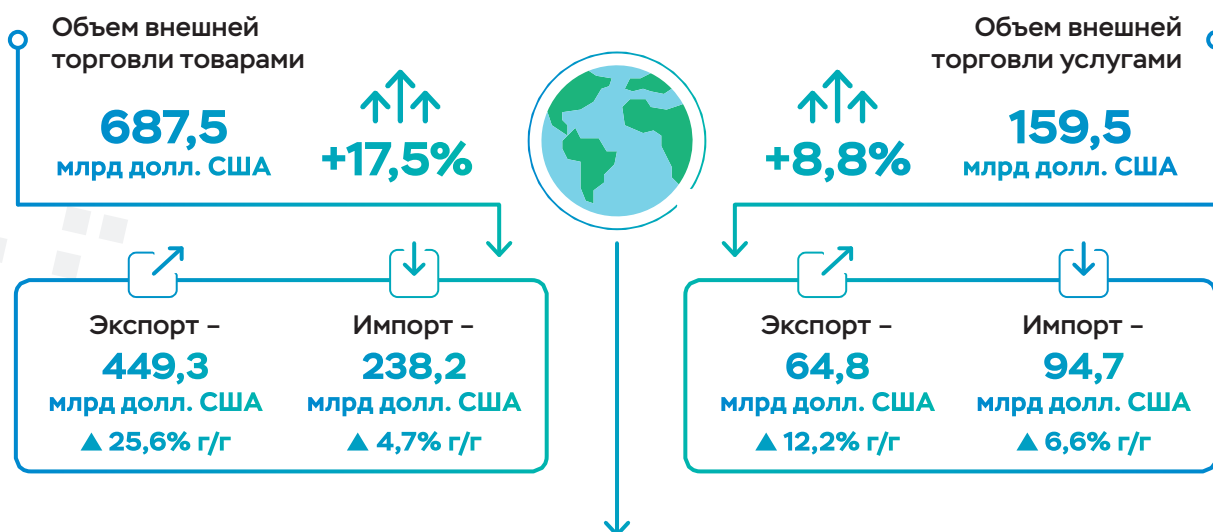 Объем внешней
торговли товарами
687,5
млрд долл. США
+17,5%
Объем внешней
торговли услугами
+8,8%
159,5
млрд долл. США
Экспорт –
449,3
млрд долл. США
▲ 25,6% г/г
Импорт –
238,2
млрд долл. США
▲ 4,7% г/г
Экспорт –
64,8
млрд долл. США
▲ 12,2% г/г
Импорт –
94,7
млрд долл. США
▲ 6,6% г/г